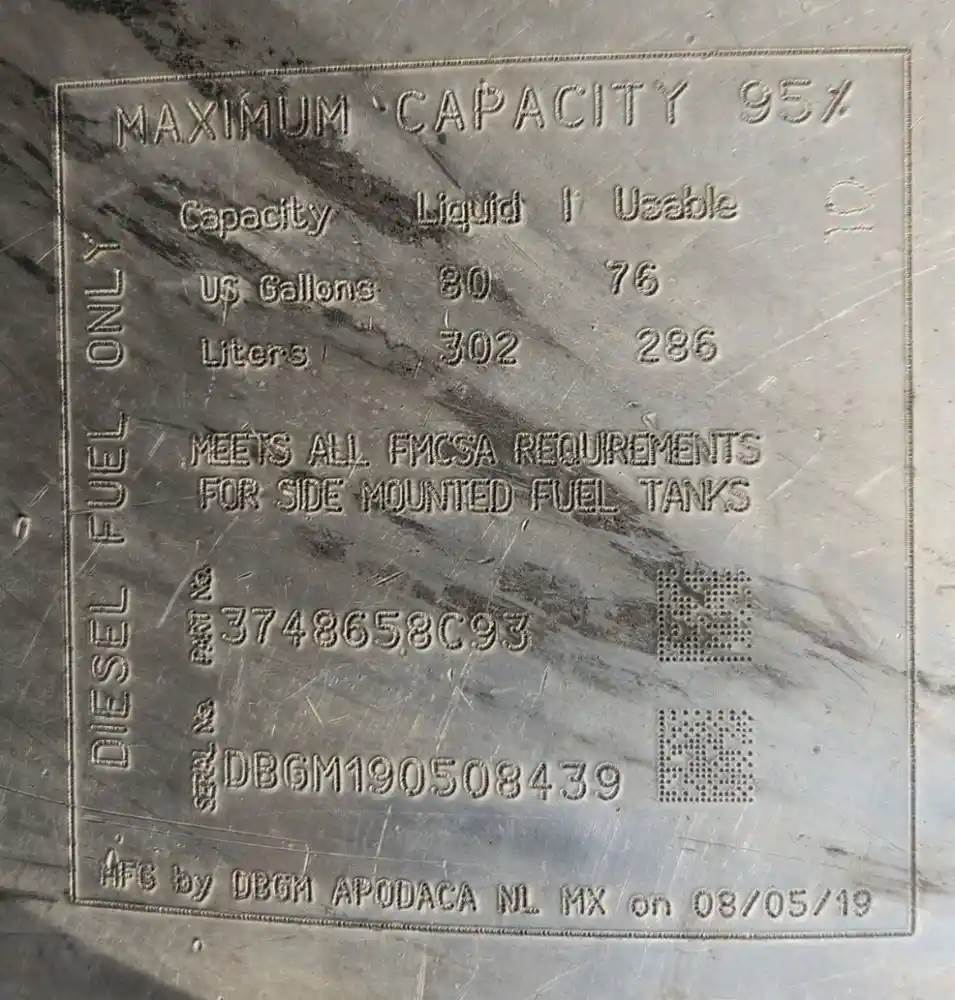 MAXIMUM CAPACITY 95%
Capacity Liquid | Usable
US Gallons 80 76
Liters 302 286
10
DIESEL FUEL ONLY
MEETS ALL FMCSA REQUIREMENTS
FOR SIDE MOUNTED FUEL TANKS
PART No. 3748658C93
SERIAL No. DBGM190508439
MFG by DBGM APODACA NL MX on 08/05/19